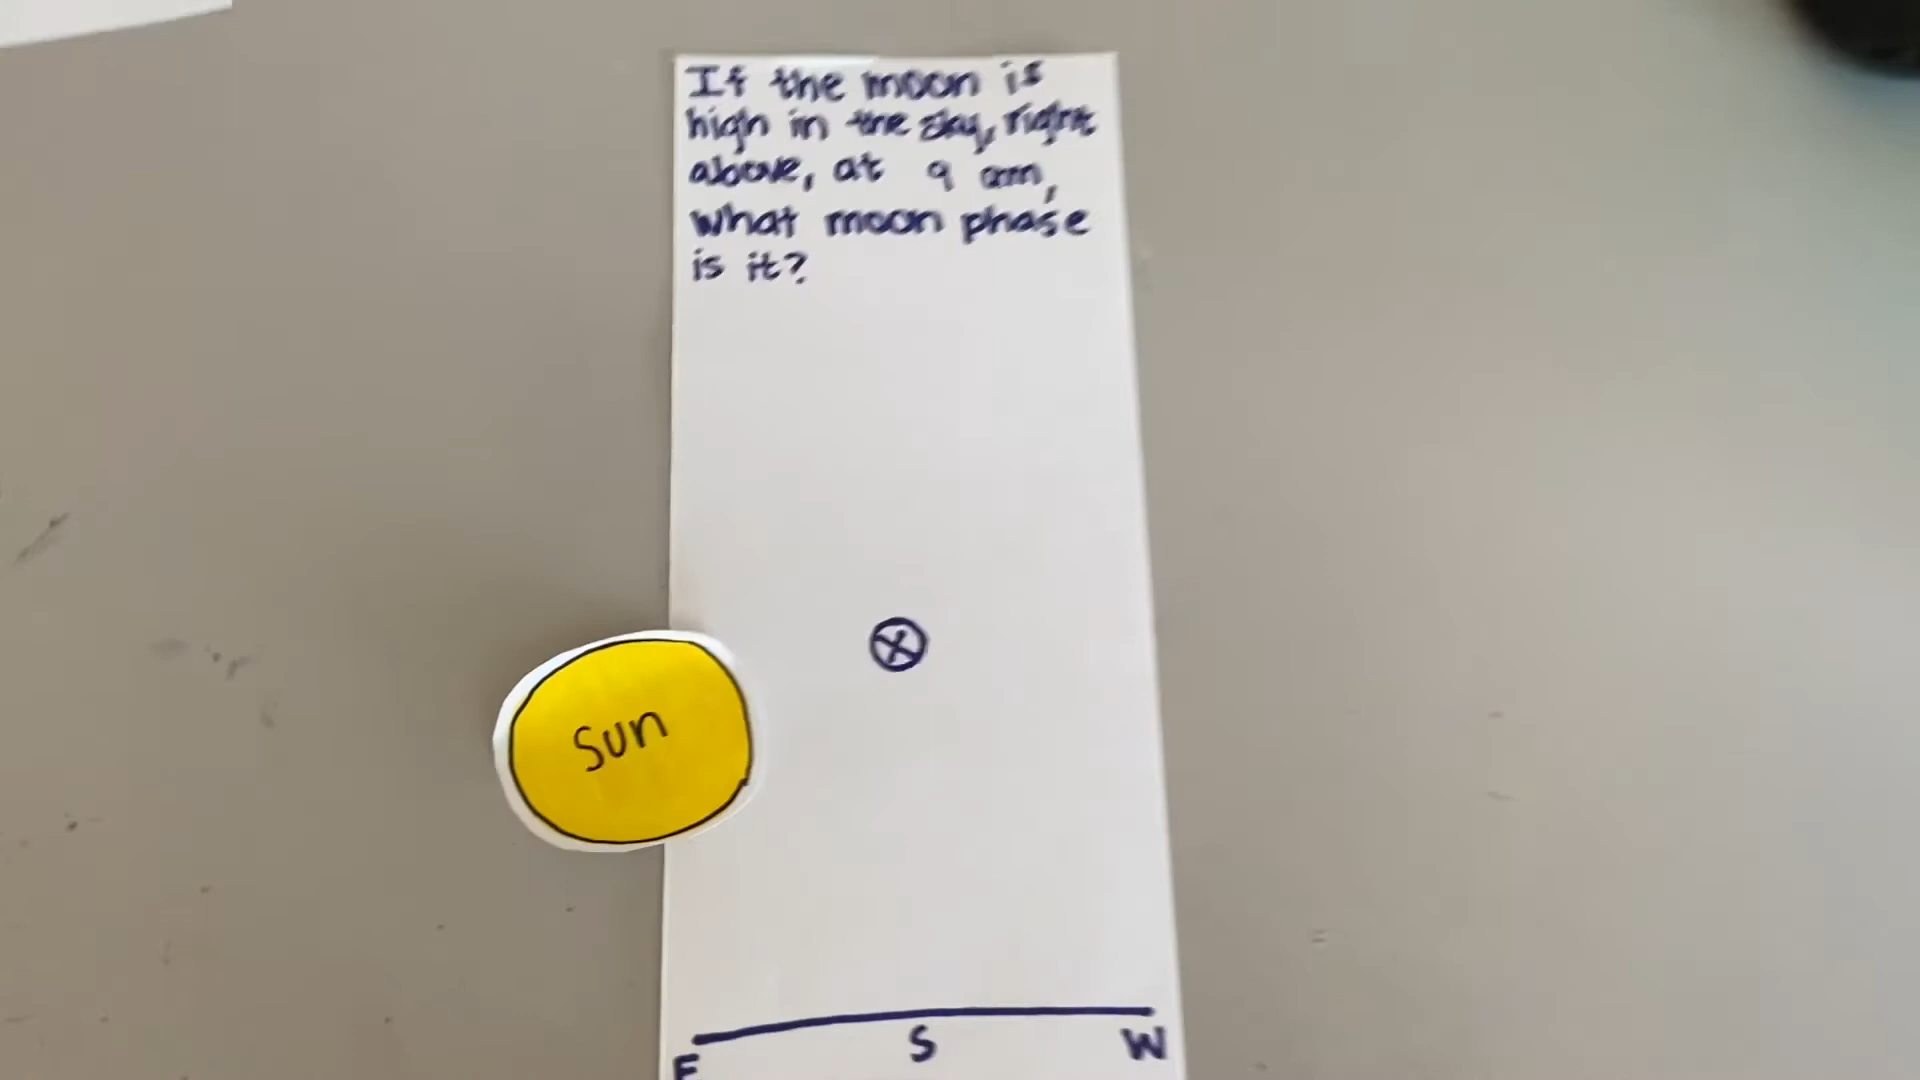 If the moon is
high in the sky, right
above, at 9 am,
what moon phase
is it?
X
Sun
E S W